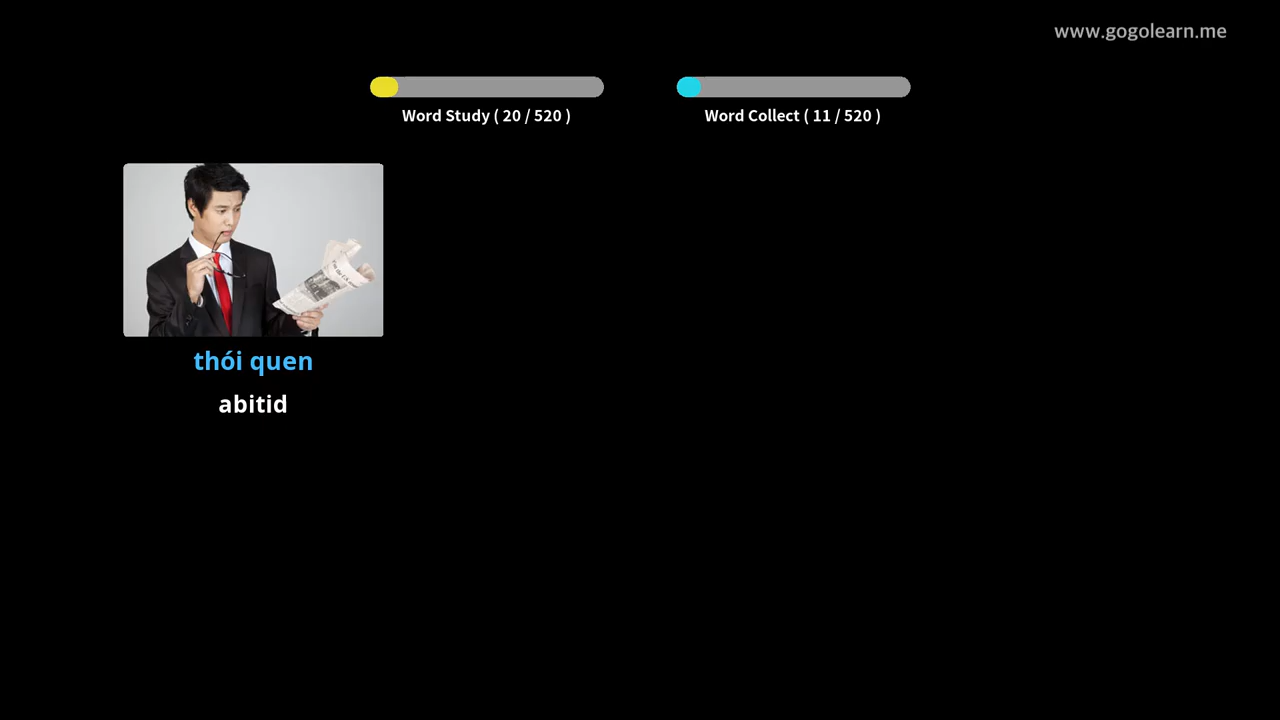 www.gogolearn.me
Word Study ( 20 / 520 )
Word Collect ( 11 / 520 )
thói quen
abitid